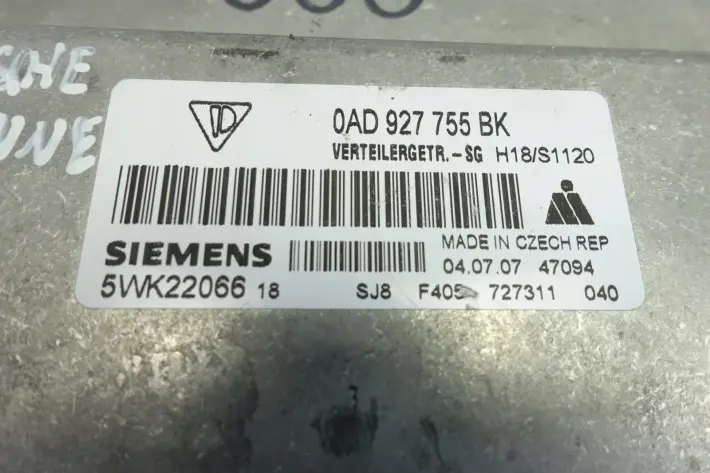 0AD 927 755 BK
VERTEILERGETR.-SG H18/S1120
SIEMENS MADE IN CZECH REP
04.07.07 47094
5WK22066 18 SJ8 F405 727311 040